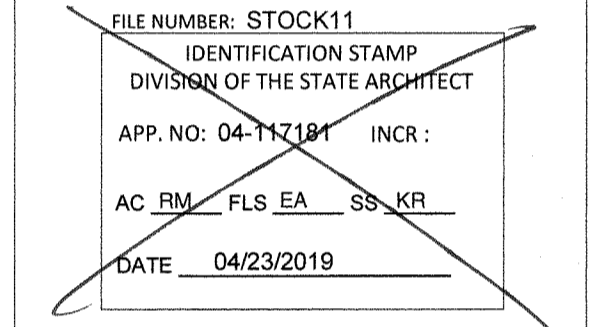 FILE NUMBER: STOCK11
IDENTIFICATION STAMP
DIVISION OF THE STATE ARCHITECT
APP. NO: 04-117181 INCR :
AC RM FLS EA SS KR
DATE 04/23/2019